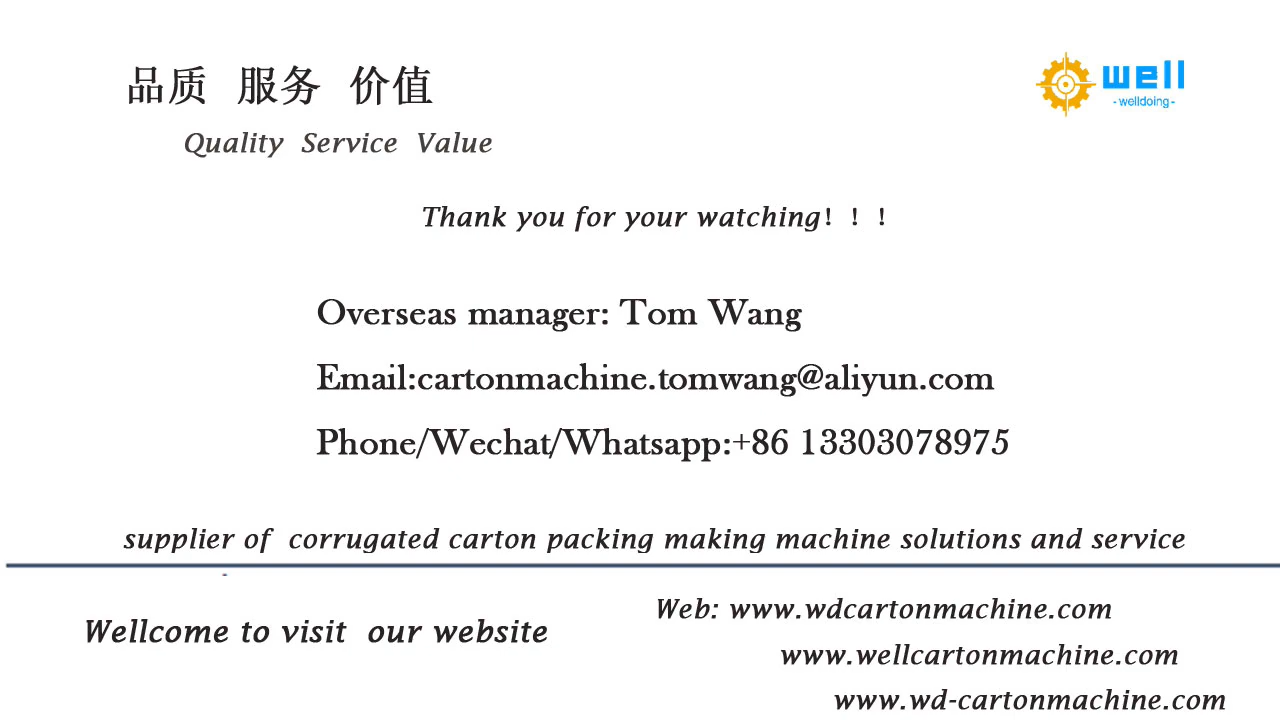 品质 服务 价值
well
-welldoing-
Quality Service Value
Thank you for your watching！！！
Overseas manager: Tom Wang
Email:cartonmachine.tomwang@aliyun.com
Phone/Wechat/Whatsapp:+86 13303078975
supplier of corrugated carton packing making machine solutions and service
Wellcome to visit our website
Web: www.wdcartonmachine.com
www.wellcartonmachine.com
www.wd-cartonmachine.com